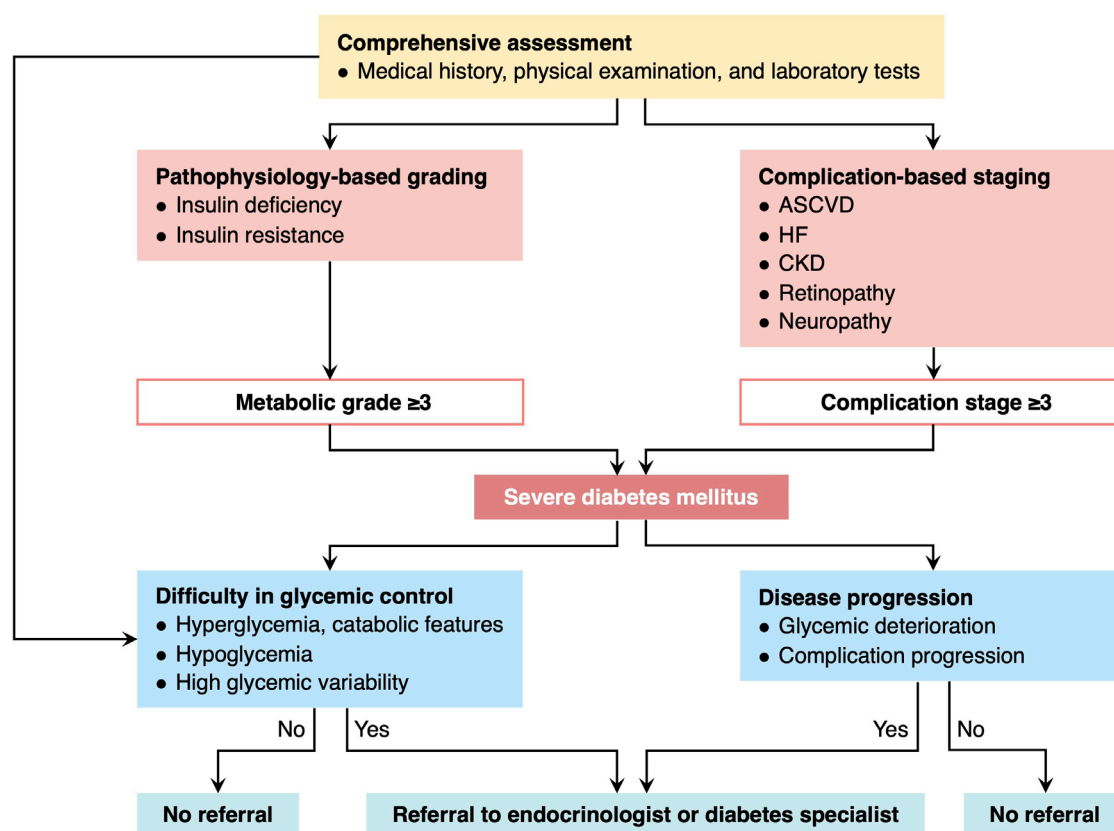 Comprehensive assessment
● Medical history, physical examination, and laboratory tests
Pathophysiology-based grading
● Insulin deficiency
● Insulin resistance
Complication-based staging
● ASCVD
● HF
● CKD
● Retinopathy
● Neuropathy
Metabolic grade ≥3
Complication stage ≥3
Severe diabetes mellitus
Difficulty in glycemic control
● Hyperglycemia, catabolic features
● Hypoglycemia
● High glycemic variability
Disease progression
● Glycemic deterioration
● Complication progression
No
Yes
Yes
No
No referral
Referral to endocrinologist or diabetes specialist
No referral